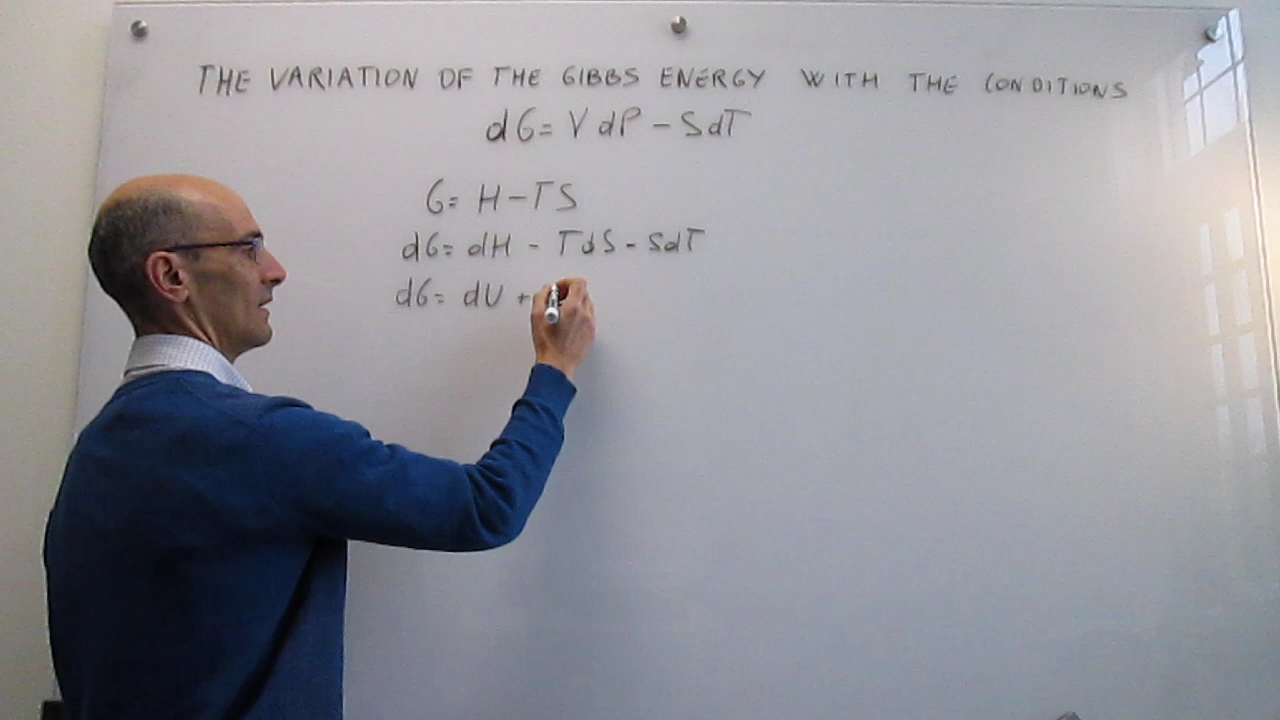 THE VARIATION OF THE GIBBS ENERGY WITH THE CONDITIONS
dG = V dP - SdT
G = H - TS
dG = dH - TdS - SdT
dG = dU +